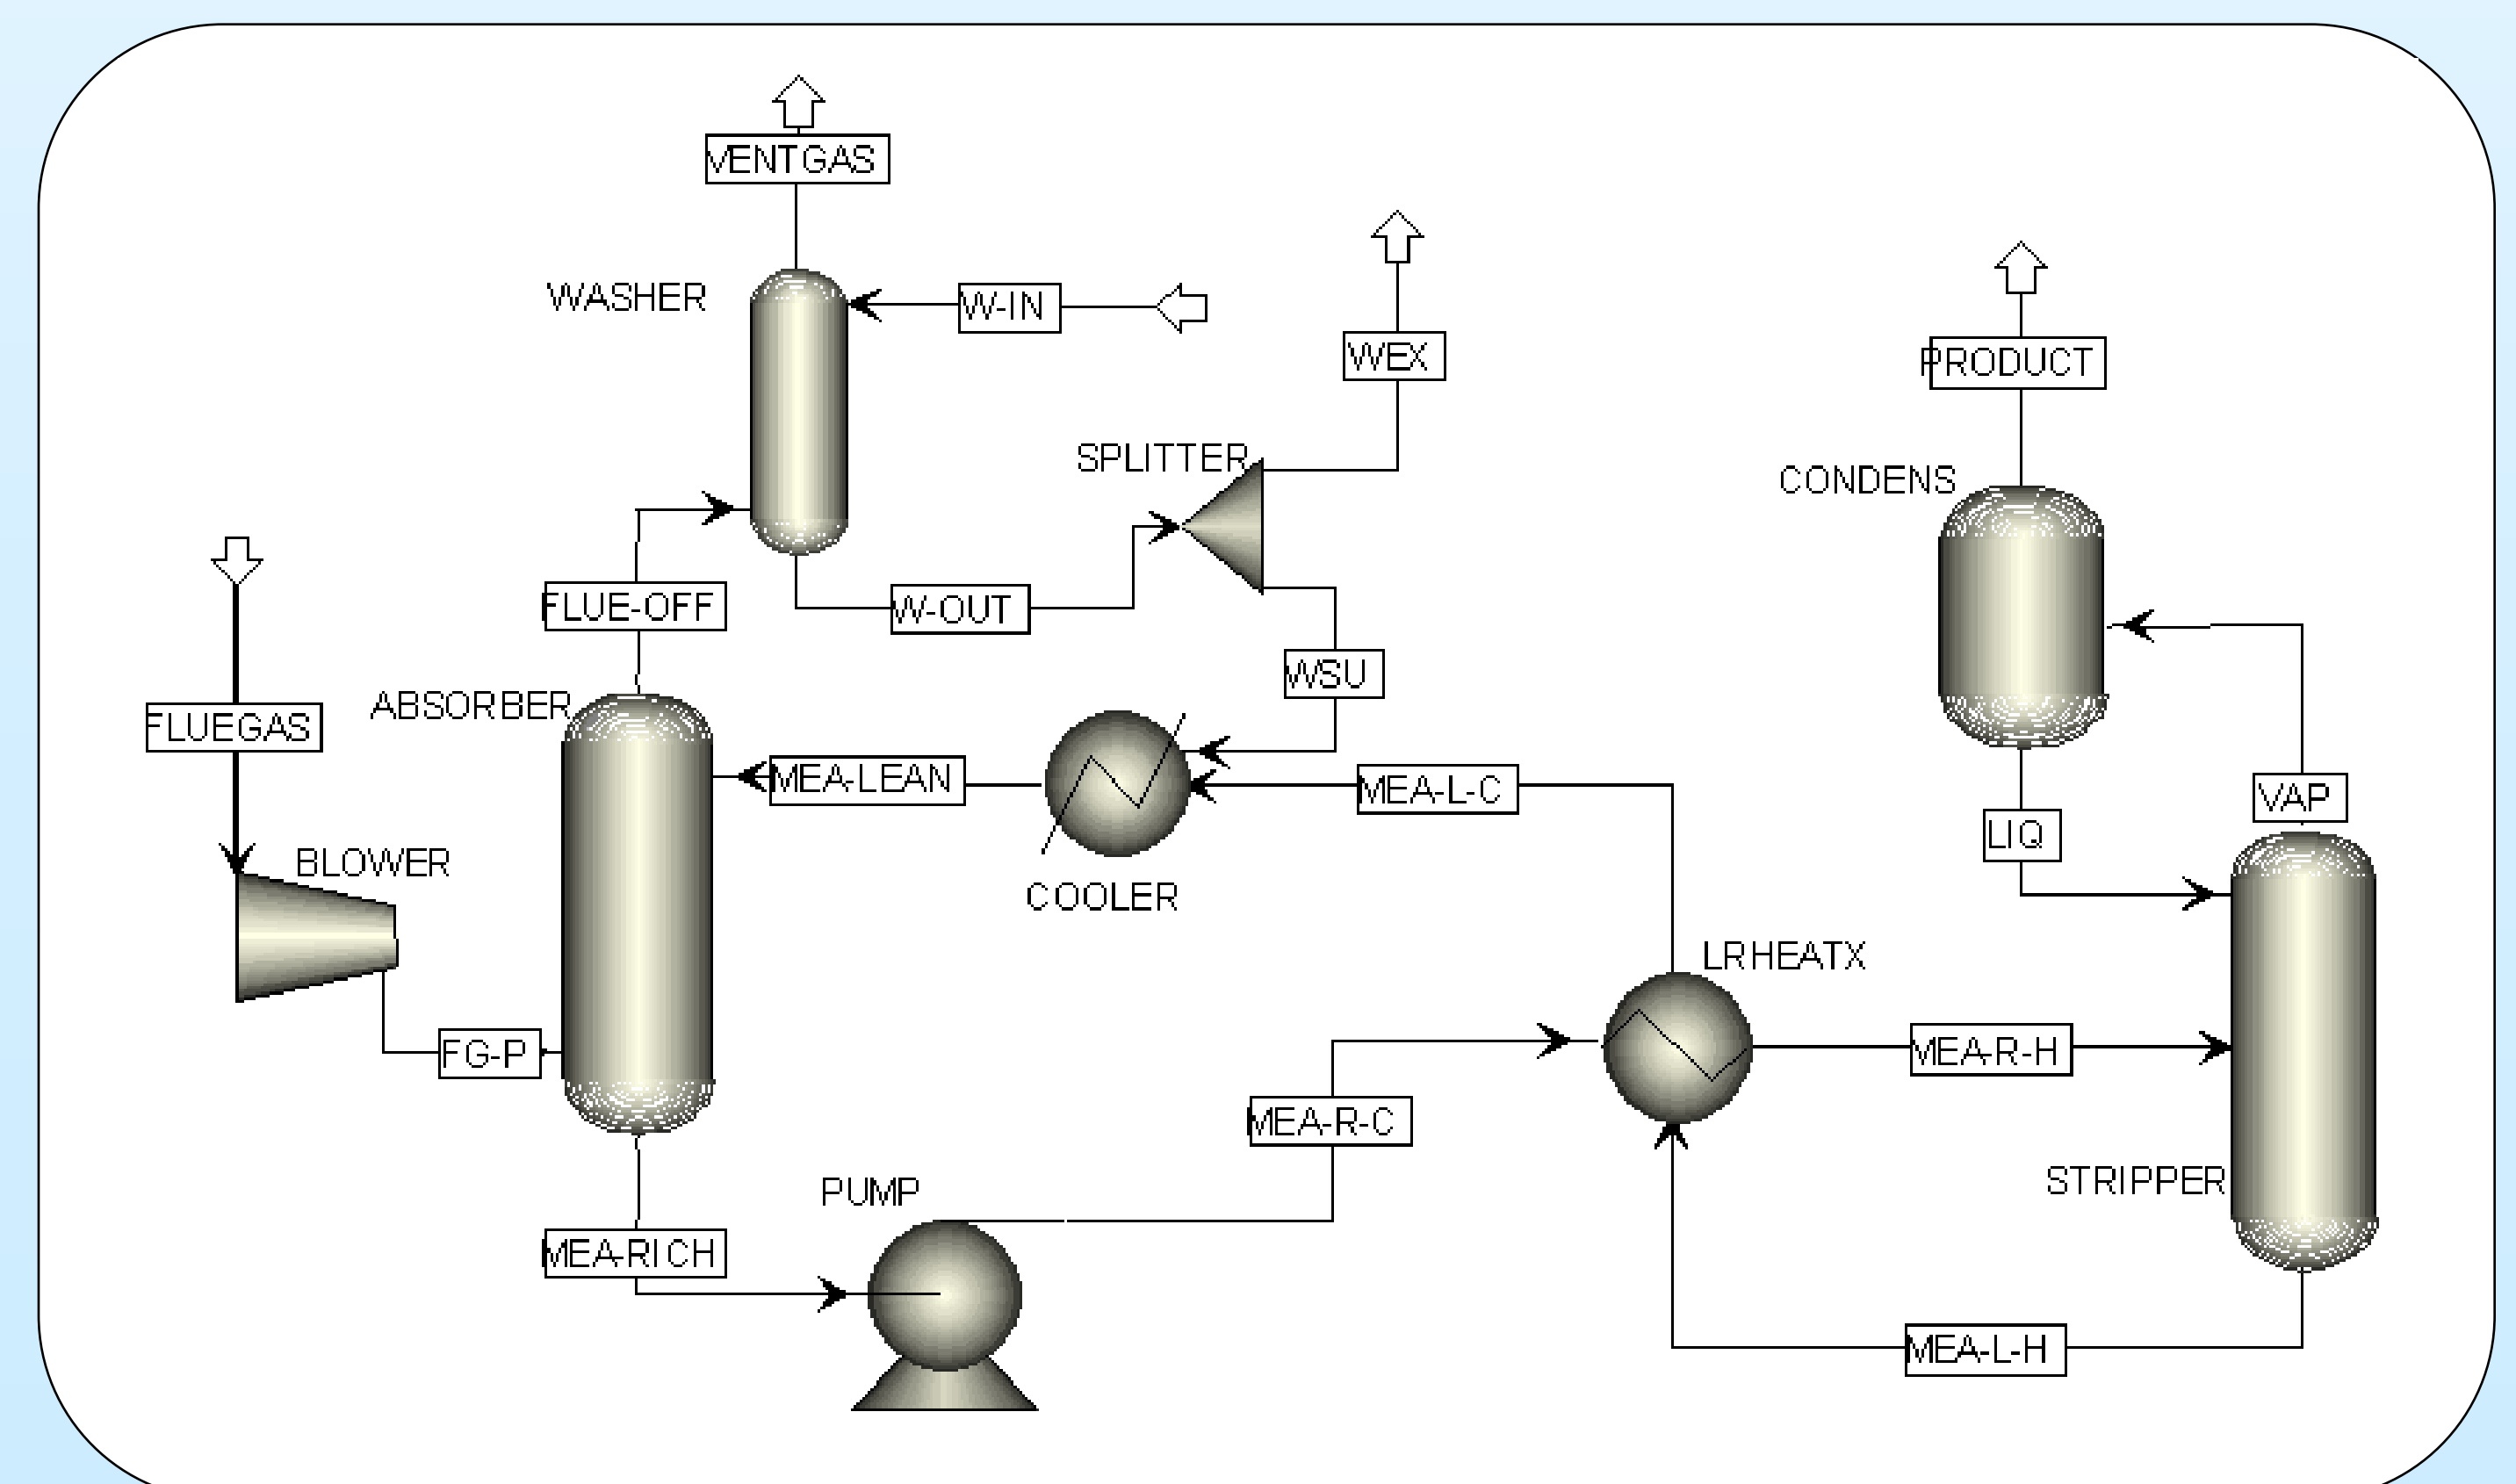 VENTGAS
WASHER
W-IN
WEX
PRODUCT
SPLITTER
CONDENS
FLUE-OFF
W-OUT
WSU
ABSORBER
FLUEGAS
MEA-LEAN
MEA-L-C
VAP
LIQ
BLOWER
COOLER
LRHEATX
FG-P
MEA-R-H
MEA-R-C
STRIPPER
PUMP
MEA-RICH
MEA-L-H